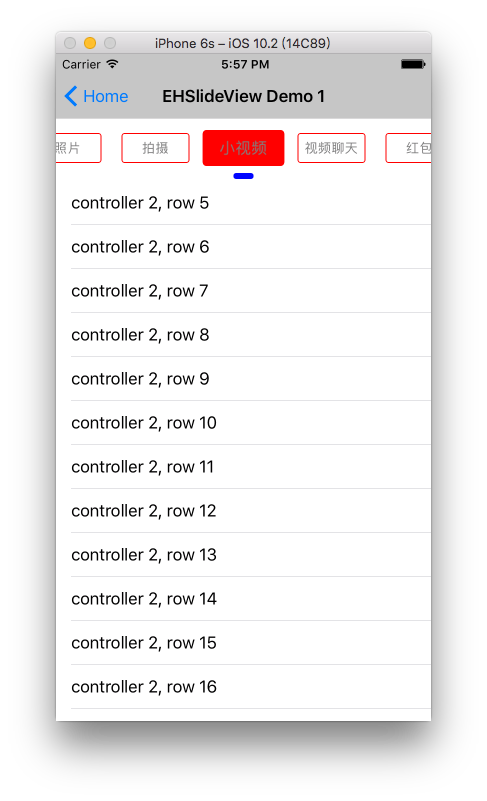 iPhone 6s – iOS 10.2 (14C89)
Carrier 5:57 PM
Home EHSlideView Demo 1
照片 拍摄 小视频 视频聊天 红包
controller 2, row 5
controller 2, row 6
controller 2, row 7
controller 2, row 8
controller 2, row 9
controller 2, row 10
controller 2, row 11
controller 2, row 12
controller 2, row 13
controller 2, row 14
controller 2, row 15
controller 2, row 16